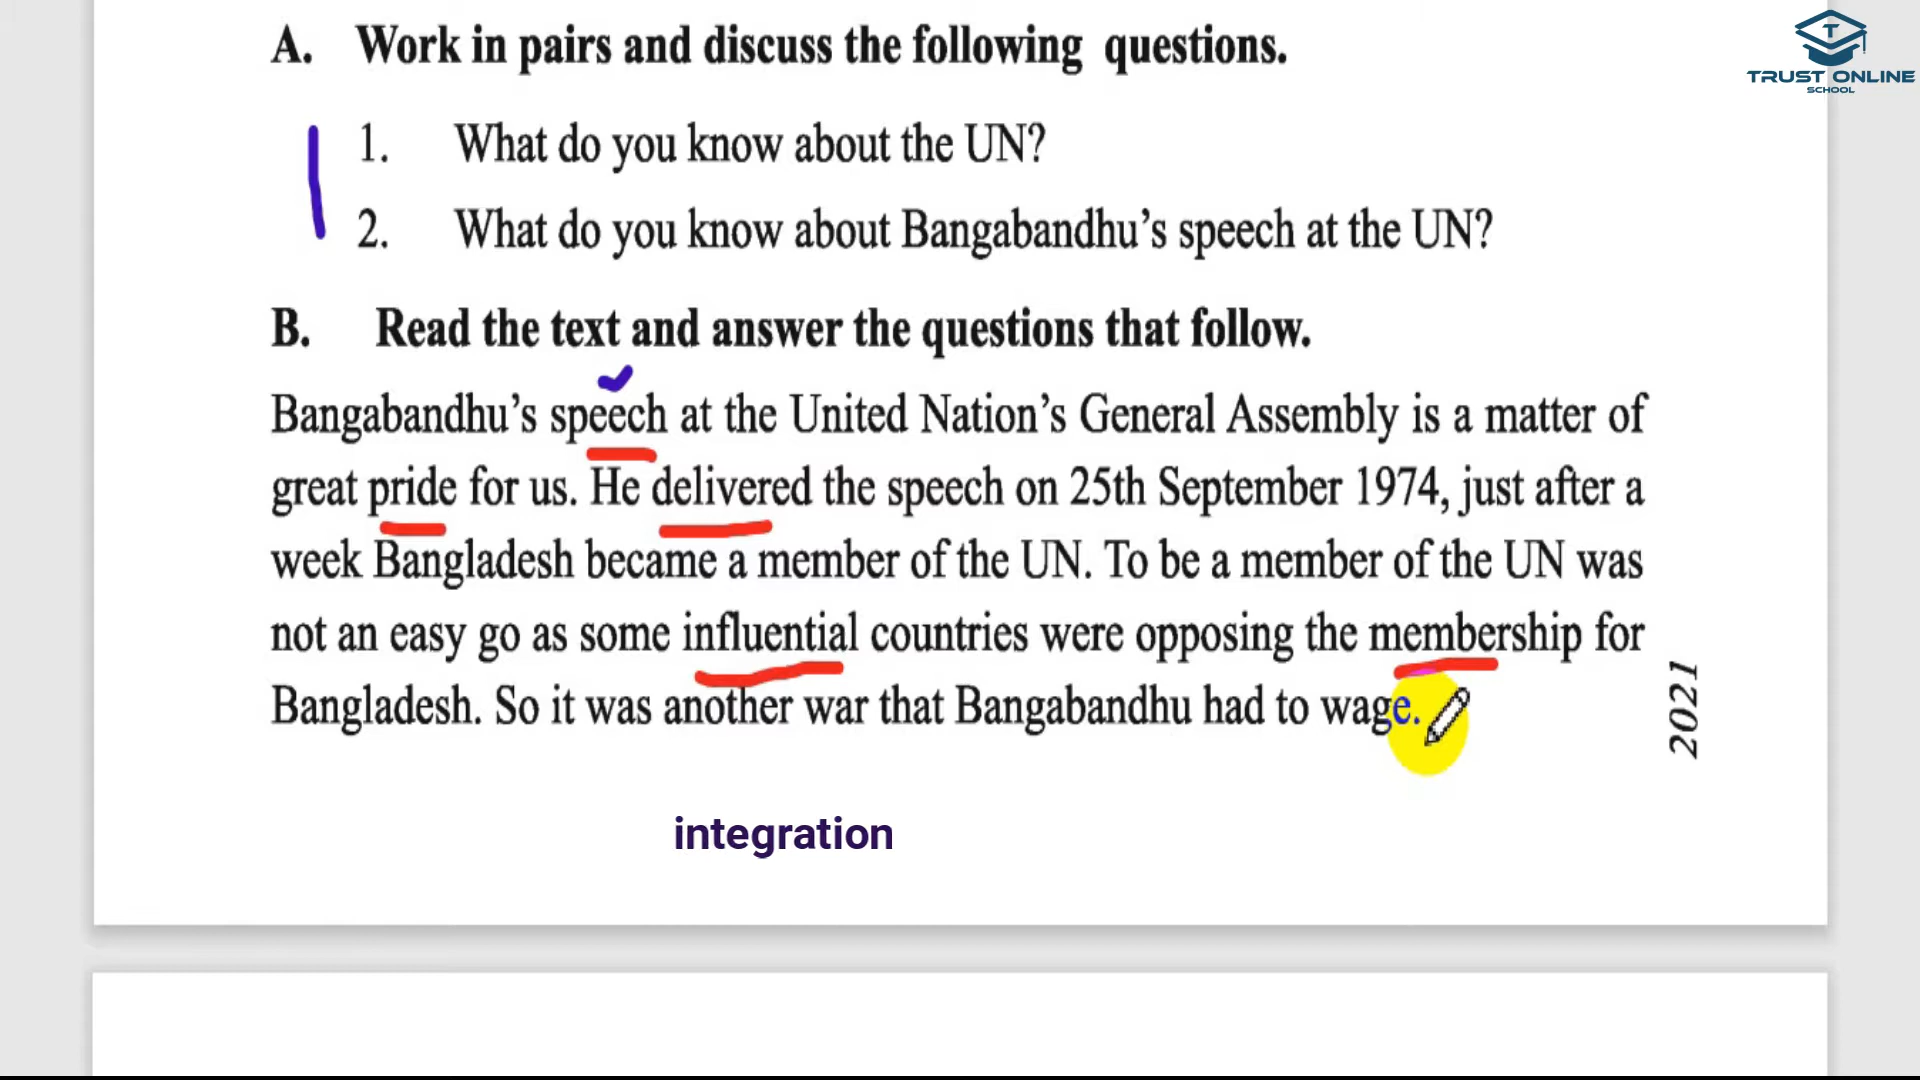 TRUST ONLINE
SCHOOL
A. Work in pairs and discuss the following questions.
1. What do you know about the UN?
2. What do you know about Bangabandhu's speech at the UN?
B. Read the text and answer the questions that follow.
Bangabandhu's speech at the United Nation's General Assembly is a matter of
great pride for us. He delivered the speech on 25th September 1974, just after a
week Bangladesh became a member of the UN. To be a member of the UN was
not an easy go as some influential countries were opposing the membership for
Bangladesh. So it was another war that Bangabandhu had to wage.
2021
integration